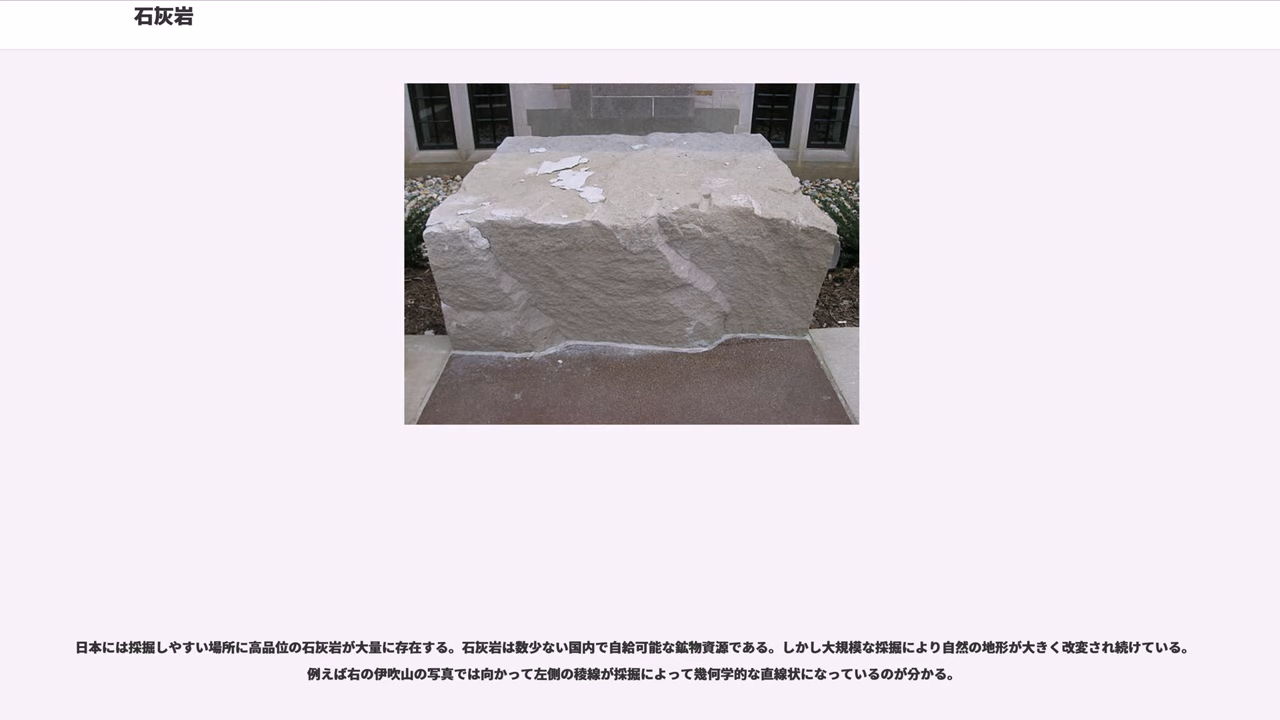 石灰岩
日本には採掘しやすい場所に高品位の石灰岩が大量に存在する。石灰岩は数少ない国内で自給可能な鉱物資源である。しかし大規模な採掘により自然の地形が大きく改変され続けている。
例えば右の伊吹山の写真では向かって左側の稜線が採掘によって幾何学的な直線状になっているのが分かる。